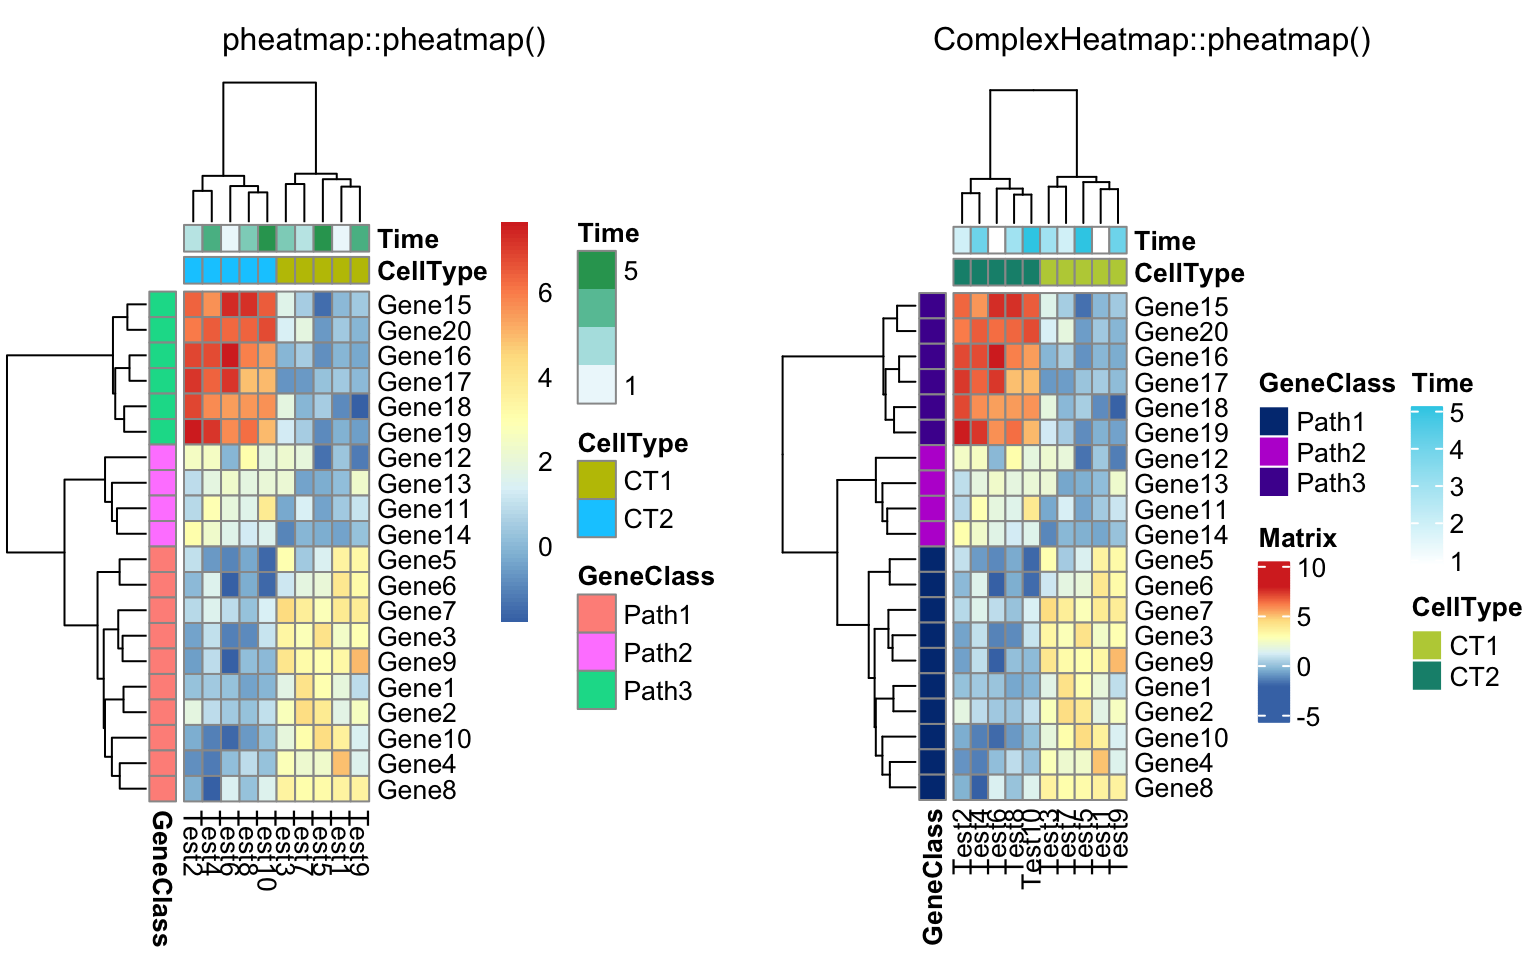 pheatmap::pheatmap()
Time
CellType
Gene15
Gene20
Gene16
Gene17
Gene18
Gene19
Gene12
Gene13
Gene11
Gene14
Gene5
Gene6
Gene7
Gene3
Gene9
Gene1
Gene2
Gene10
Gene4
Gene8
GeneClass
Test2
Test4
Test6
Test8
Test10
Test3
Test7
Test5
Test1
Test9
6
4
2
0
Time
5
1
CellType
CT1
CT2
GeneClass
Path1
Path2
Path3
ComplexHeatmap::pheatmap()
Time
CellType
Gene15
Gene20
Gene16
Gene17
Gene18
Gene19
Gene12
Gene13
Gene11
Gene14
Gene5
Gene6
Gene7
Gene3
Gene9
Gene1
Gene2
Gene10
Gene4
Gene8
GeneClass
Test2
Test4
Test6
Test8
Test10
Test3
Test7
Test5
Test1
Test9
GeneClass
Path1
Path2
Path3
Matrix
10
5
0
-5
Time
5
4
3
2
1
CellType
CT1
CT2